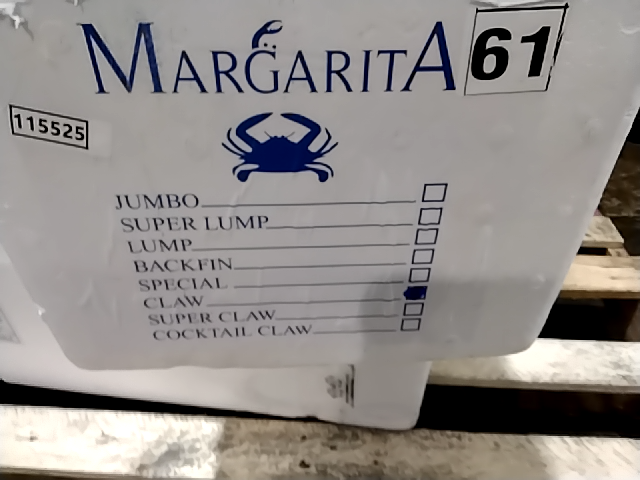 MARGARITA
61
115525
JUMBO
SUPER LUMP
LUMP
BACKFIN
SPECIAL
CLAW
SUPER CLAW
COCKTAIL CLAW